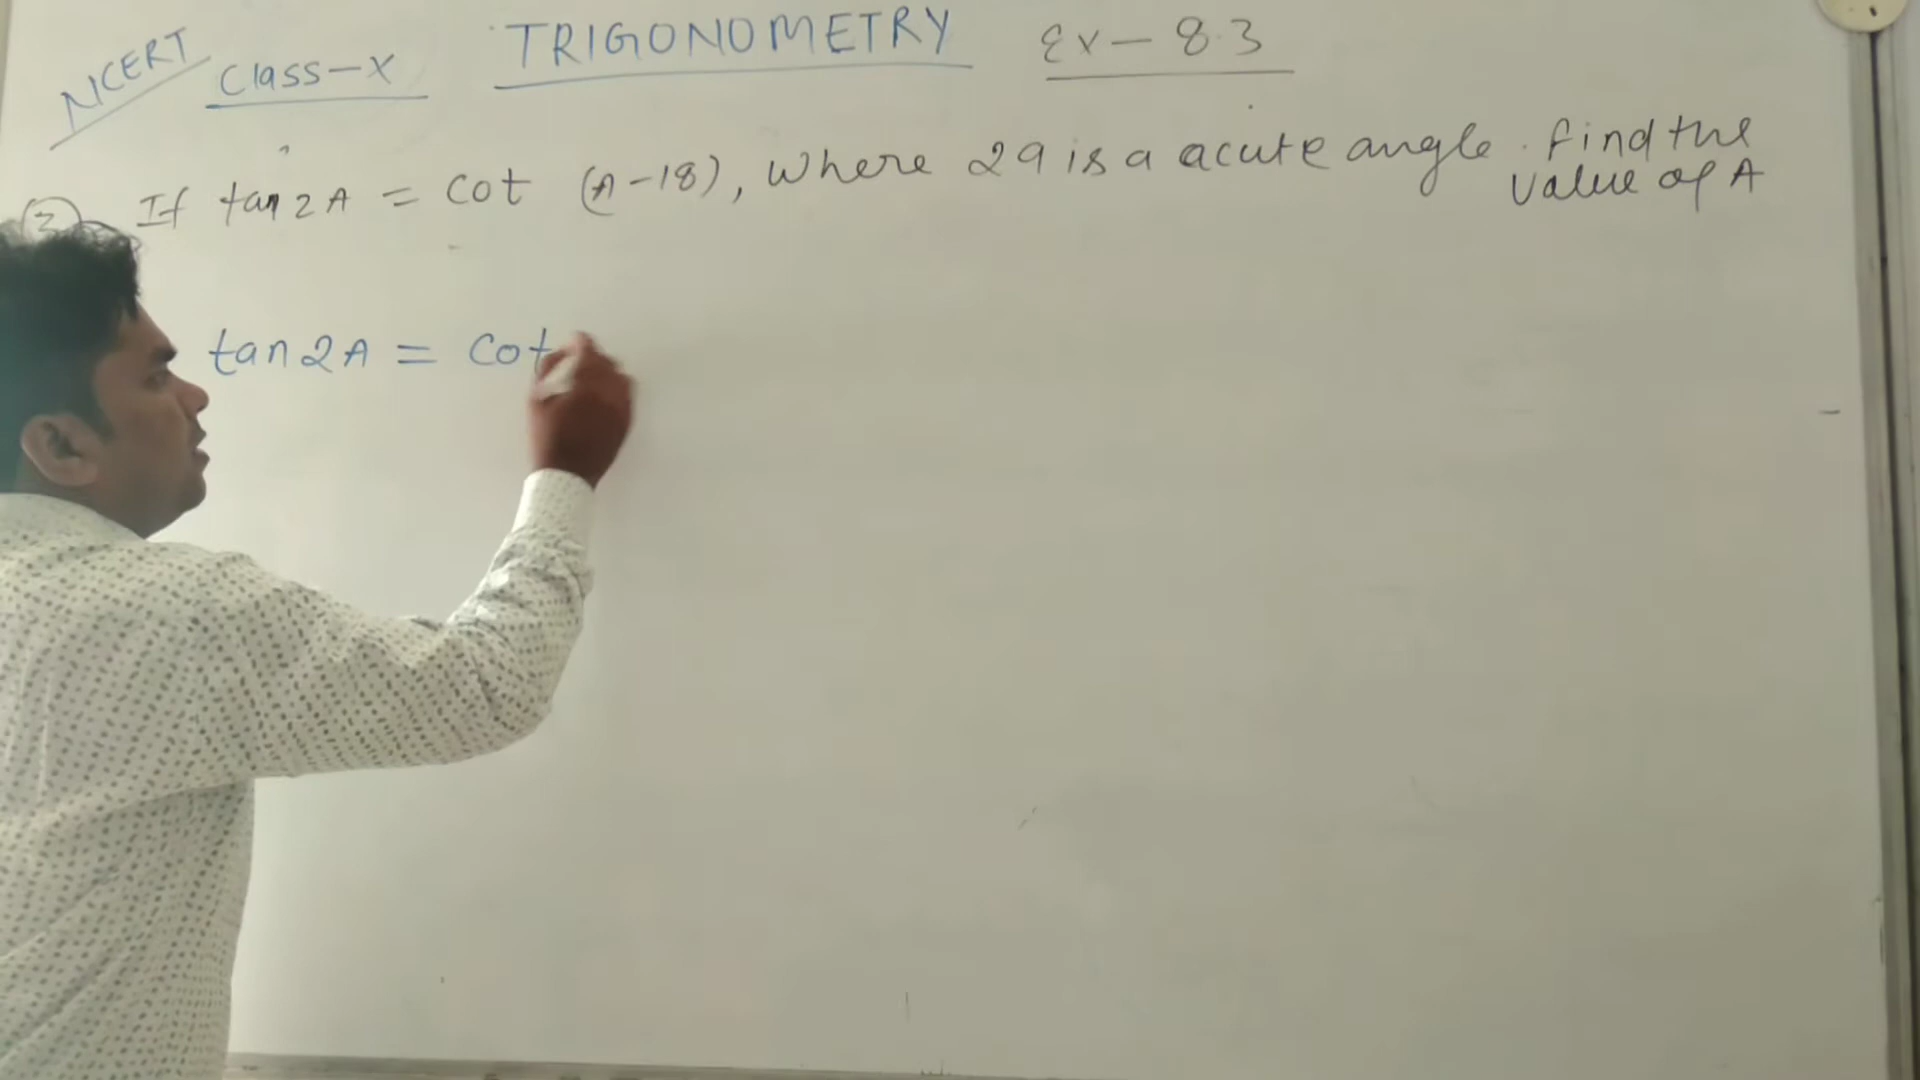 NCERT Class-X TRIGONOMETRY Ex-8.3
3 If tan 2A = cot (A-18), where 2A is a acute angle. find the
value of A
tan 2A = cot